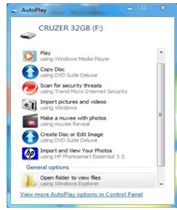 AutoPlay
CRUZER 32GB (F:)
Play
using Windows Media Player
Copy Disc
using DVD Suite Deluxe
Scan for security threats
using Trend Micro Internet Security
Import pictures and videos
using Windows
Make a muvee with photos
using muvee Reveal
Create Disc or Edit Image
using DVD Suite Deluxe
Import and View Your Photos
using HP Photosmart Essential 3.5
General options
Open folder to view files
using Windows Explorer
View more AutoPlay options in Control Panel